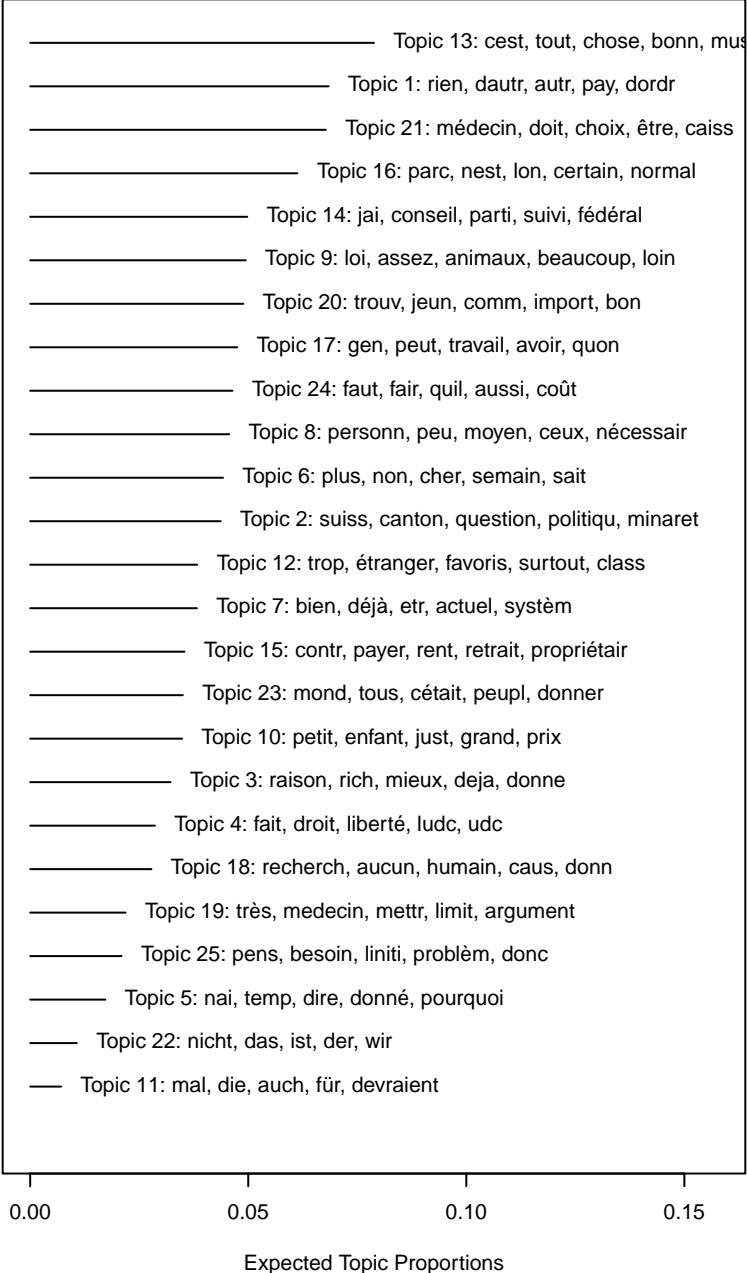 Topic 13: cest, tout, chose, bonn, mus
Topic 1: rien, dautr, autr, pay, dordr
Topic 21: médecin, doit, choix, être, caiss
Topic 16: parc, nest, lon, certain, normal
Topic 14: jai, conseil, parti, suivi, fédéral
Topic 9: loi, assez, animaux, beaucoup, loin
Topic 20: trouv, jeun, comm, import, bon
Topic 17: gen, peut, travail, avoir, quon
Topic 24: faut, fair, quil, aussi, coût
Topic 8: personn, peu, moyen, ceux, nécessair
Topic 6: plus, non, cher, semain, sait
Topic 2: suiss, canton, question, politiqu, minaret
Topic 12: trop, étranger, favoris, surtout, class
Topic 7: bien, déjà, etr, actuel, systèm
Topic 15: contr, payer, rent, retrait, propriétair
Topic 23: mond, tous, cétait, peupl, donner
Topic 10: petit, enfant, just, grand, prix
Topic 3: raison, rich, mieux, deja, donne
Topic 4: fait, droit, liberté, ludc, udc
Topic 18: recherch, aucun, humain, caus, donn
Topic 19: très, medecin, mettr, limit, argument
Topic 25: pens, besoin, liniti, problèm, donc
Topic 5: nai, temp, dire, donné, pourquoi
Topic 22: nicht, das, ist, der, wir
Topic 11: mal, die, auch, für, devraient
0.00 0.05 0.10 0.15
Expected Topic Proportions